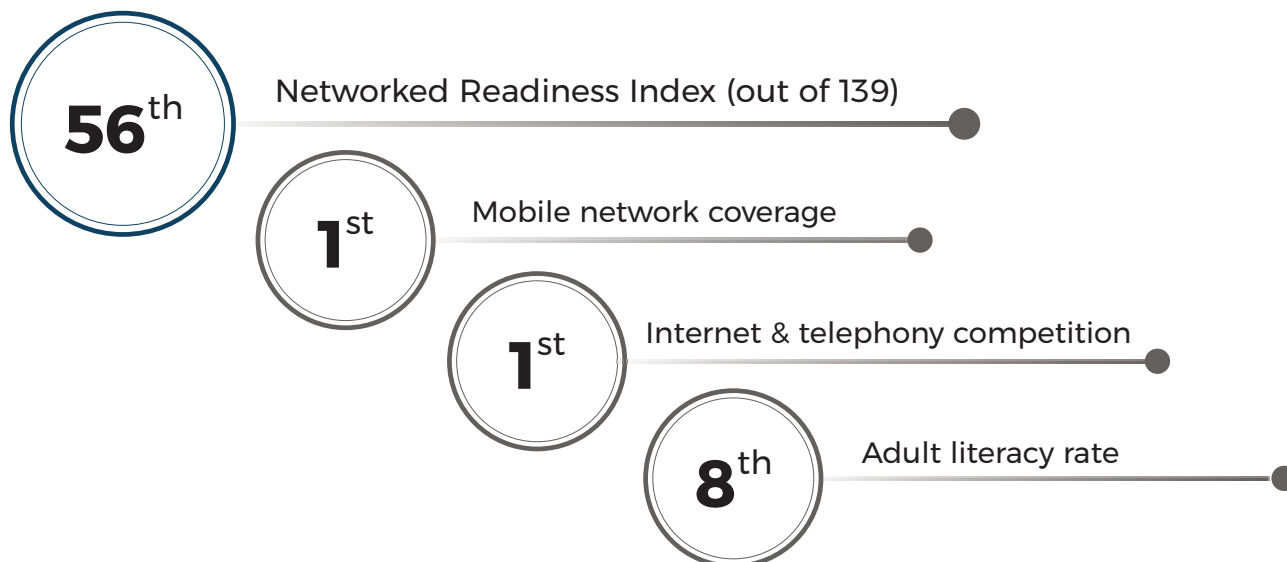 56th
Networked Readiness Index (out of 139)
1st
Mobile network coverage
1st
Internet & telephony competition
8th
Adult literacy rate